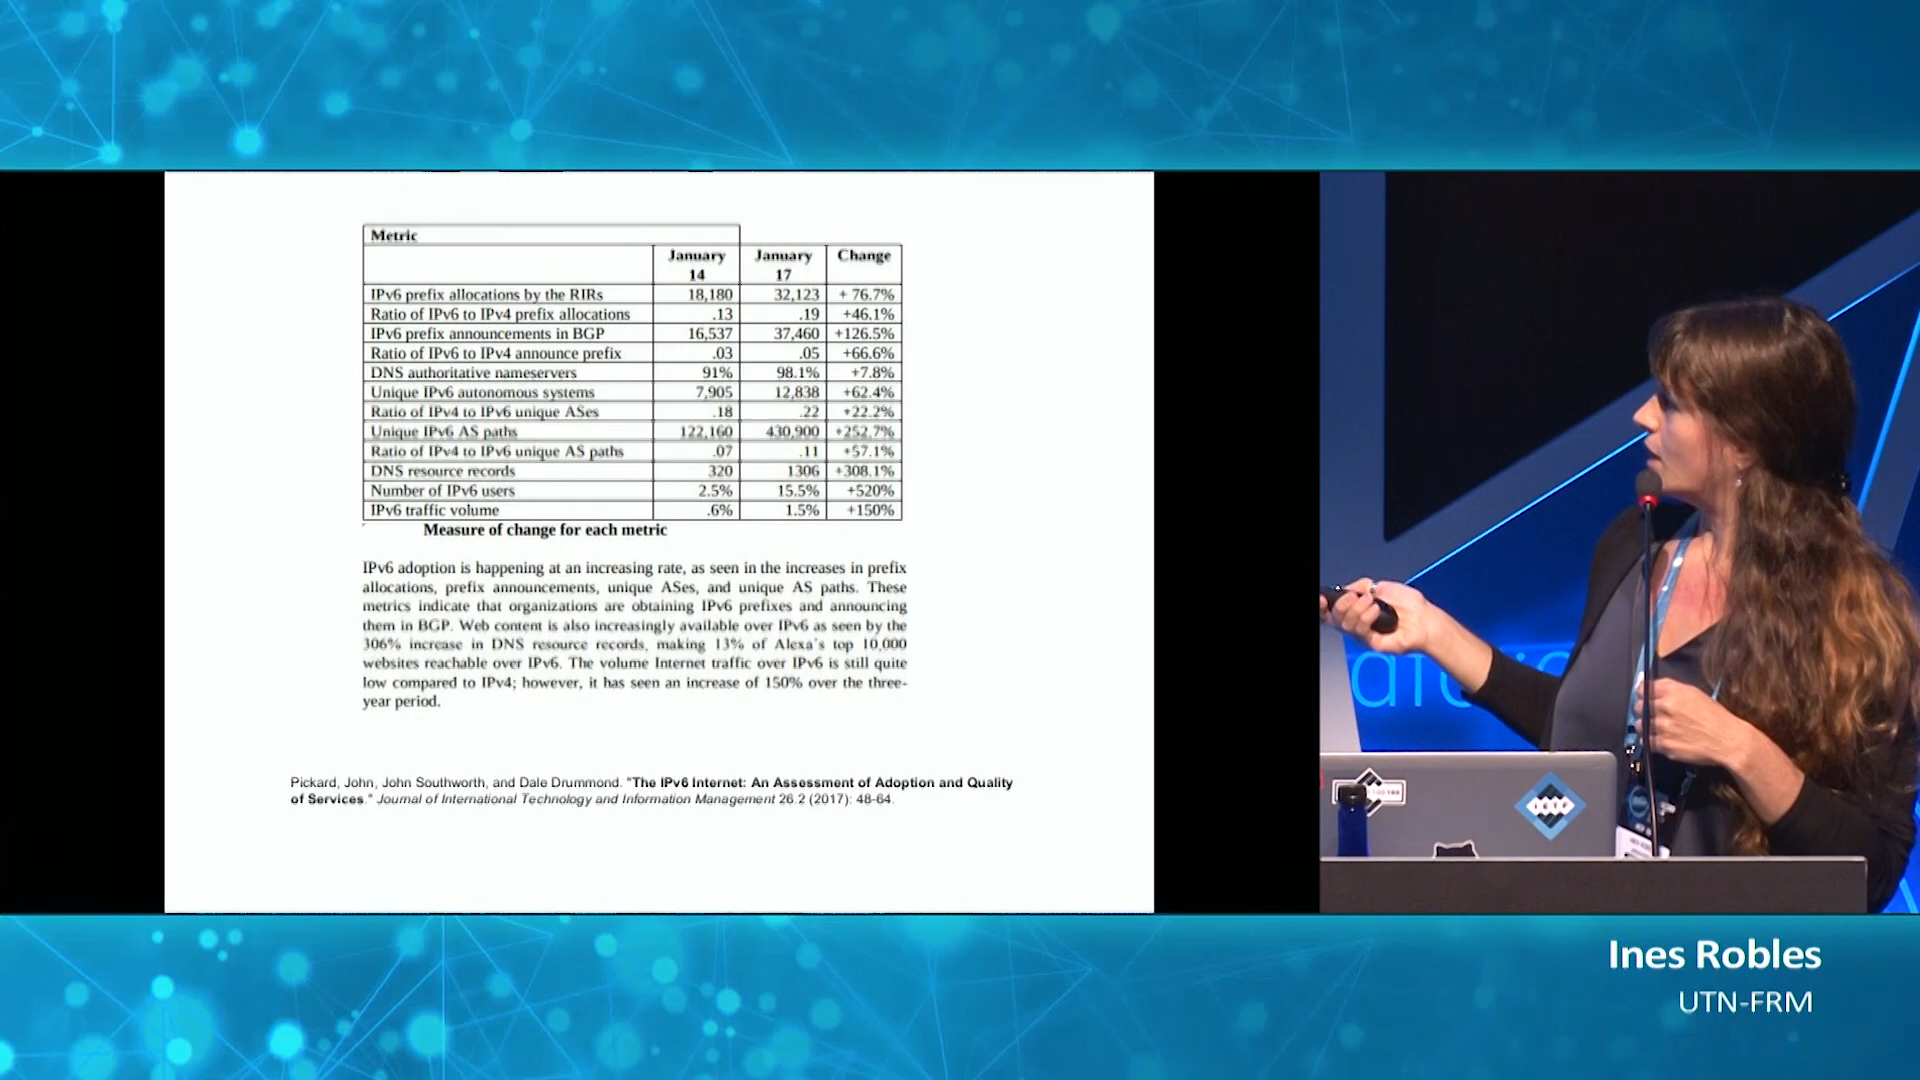 Metric
January 14 January 17 Change
IPv6 prefix allocations by the RIRs 18,180 32,123 + 76.7%
Ratio of IPv6 to IPv4 prefix allocations .13 .19 +46.1%
IPv6 prefix announcements in BGP 16,537 37,460 +126.5%
Ratio of IPv6 to IPv4 announce prefix .03 .05 +66.6%
DNS authoritative nameservers 91% 98.1% +7.8%
Unique IPv6 autonomous systems 7,905 12,838 +62.4%
Ratio of IPv4 to IPv6 unique ASes .18 .22 +22.2%
Unique IPv6 AS paths 122,160 430,900 +252.7%
Ratio of IPv4 to IPv6 unique AS paths .07 .11 +57.1%
DNS resource records 320 1306 +308.1%
Number of IPv6 users 2.5% 15.5% +520%
IPv6 traffic volume .6% 1.5% +150%
Measure of change for each metric
IPv6 adoption is happening at an increasing rate, as seen in the increases in prefix
allocations, prefix announcements, unique ASes, and unique AS paths. These
metrics indicate that organizations are obtaining IPv6 prefixes and announcing
them in BGP. Web content is also increasingly available over IPv6 as seen by the
306% increase in DNS resource records, making 13% of Alexa's top 10,000
websites reachable over IPv6. The volume Internet traffic over IPv6 is still quite
low compared to IPv4; however, it has seen an increase of 150% over the three-
year period.
Pickard, John, John Southworth, and Dale Drummond. "The IPv6 Internet: An Assessment of Adoption and Quality
of Services." Journal of International Technology and Information Management 26.2 (2017): 48-64.
I E T F
Ines Robles
UTN-FRM